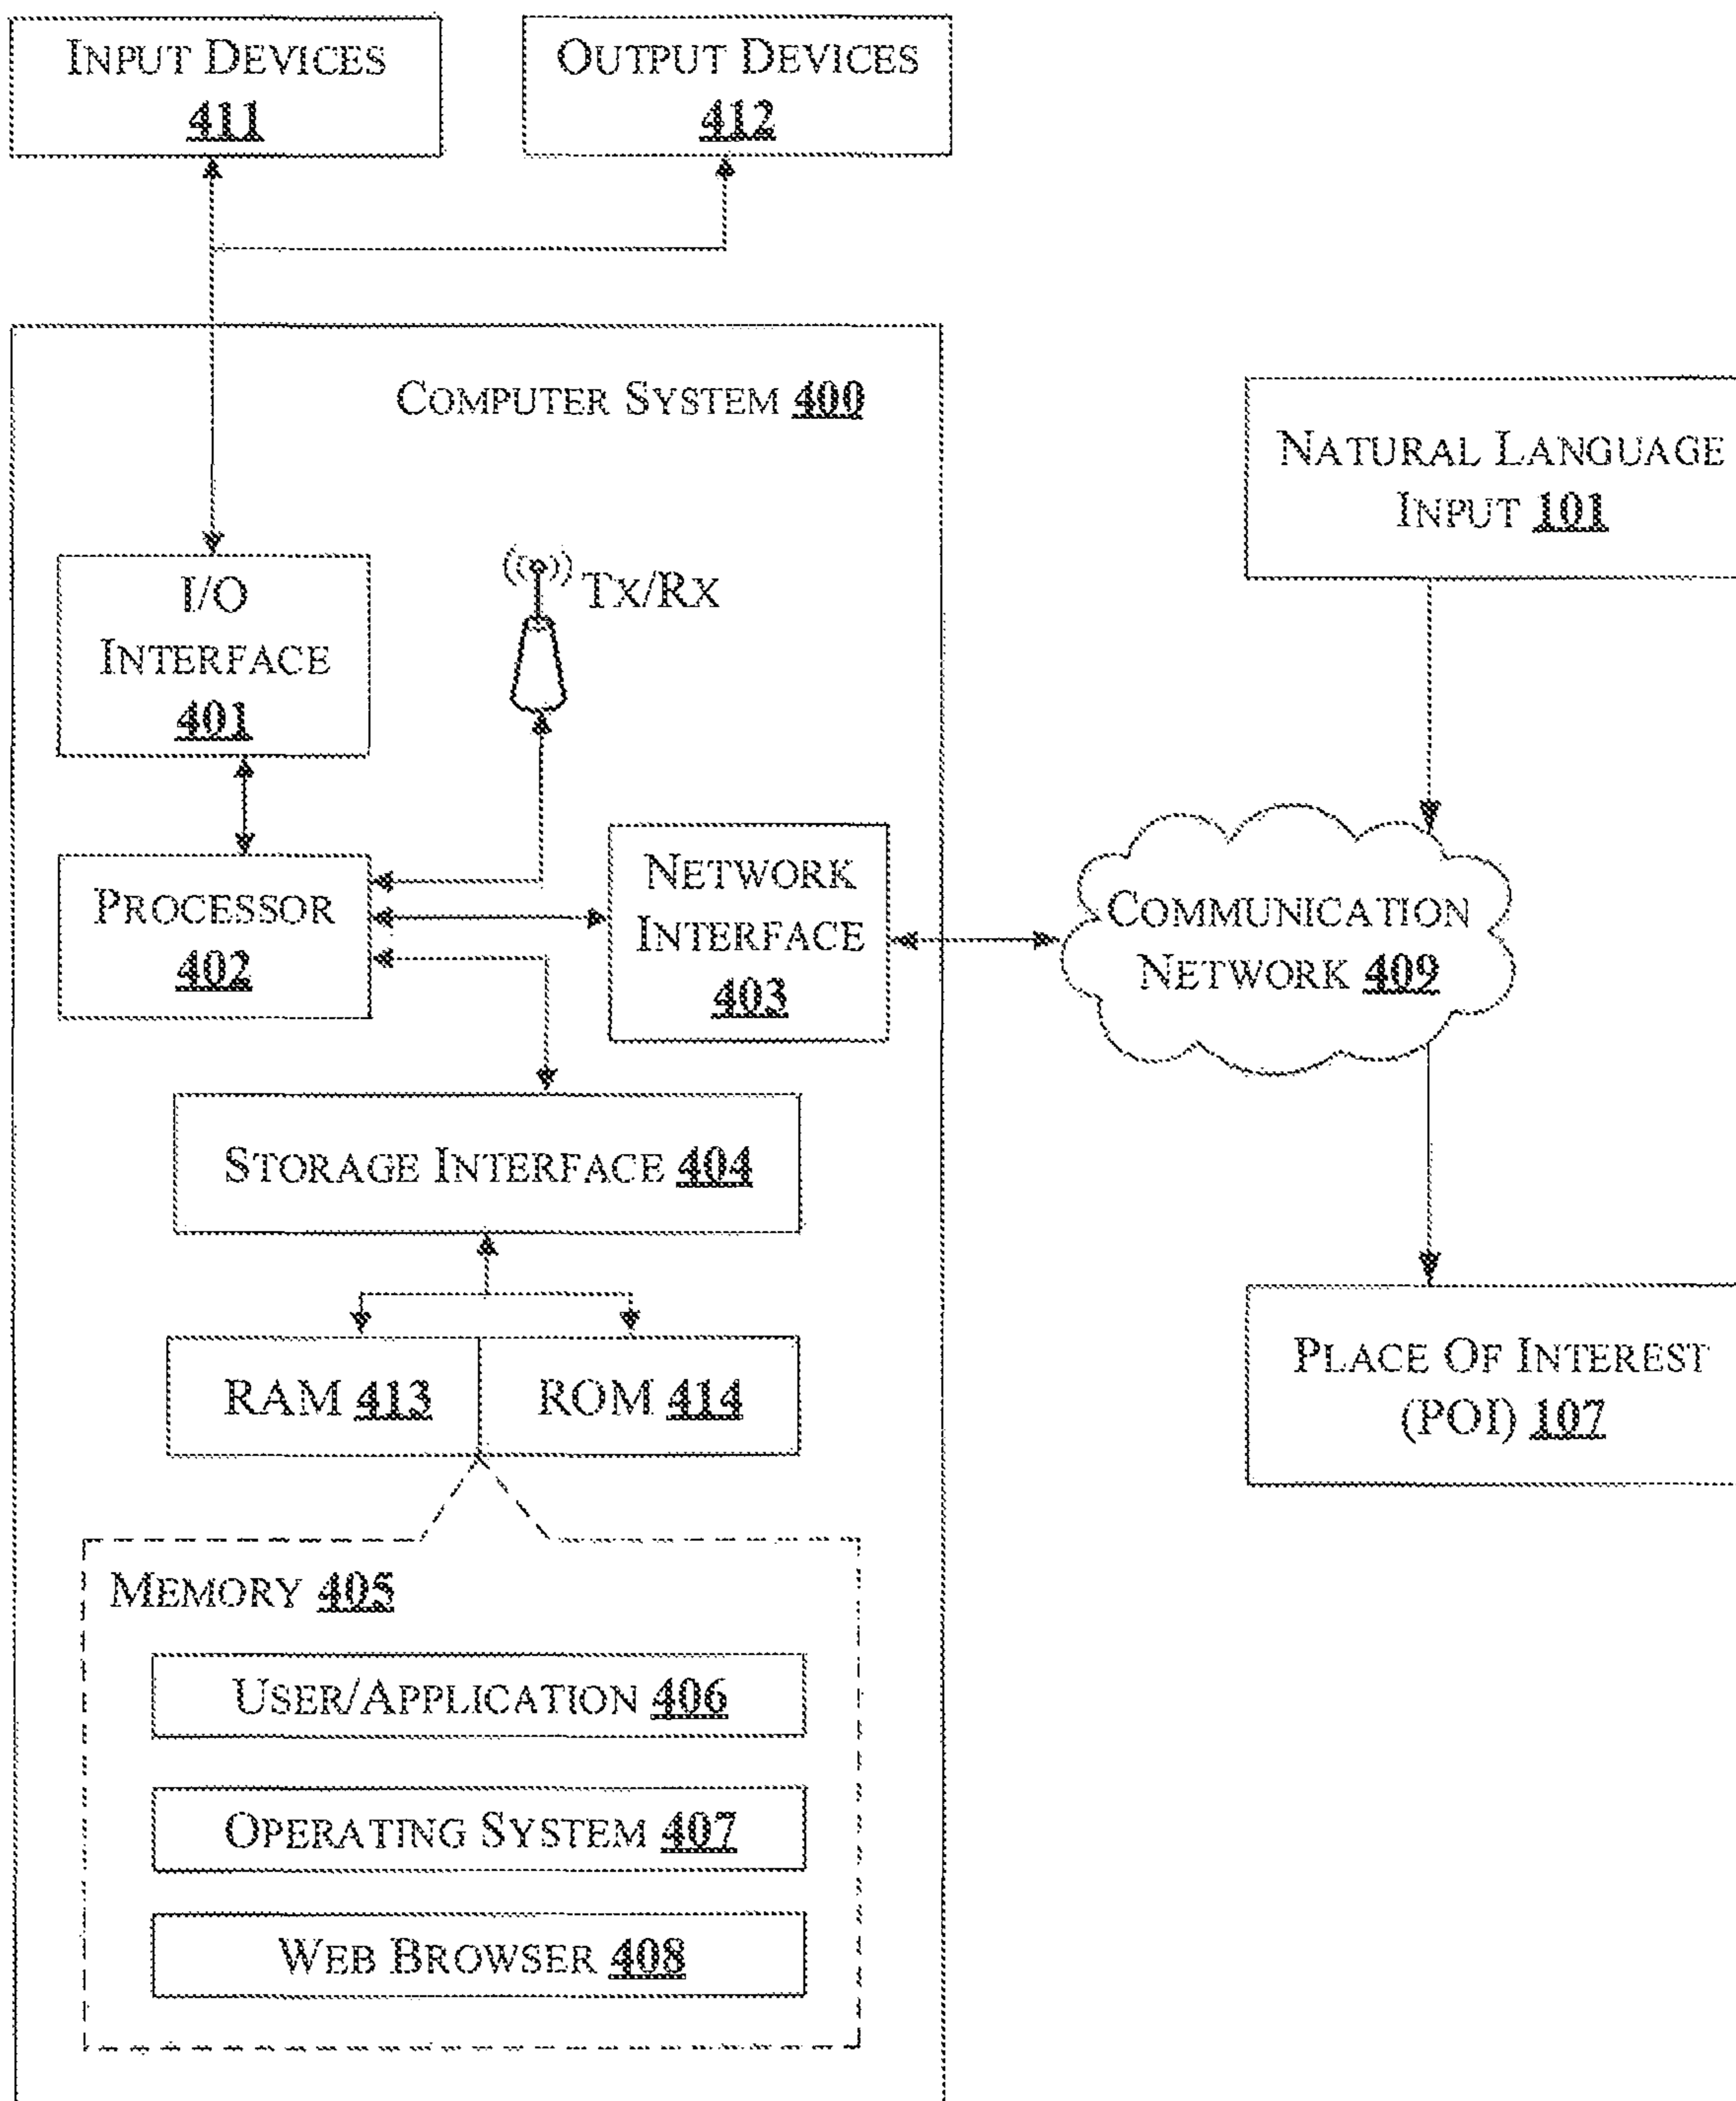 INPUT DEVICES
411
OUTPUT DEVICES
412
COMPUTER SYSTEM 400
I/O
INTERFACE
401
TX/RX
PROCESSOR
402
NETWORK
INTERFACE
403
STORAGE INTERFACE 404
RAM 413
ROM 414
MEMORY 405
USER/APPLICATION 406
OPERATING SYSTEM 407
WEB BROWSER 408
NATURAL LANGUAGE
INPUT 101
COMMUNICATION
NETWORK 409
PLACE OF INTEREST
(POI) 107